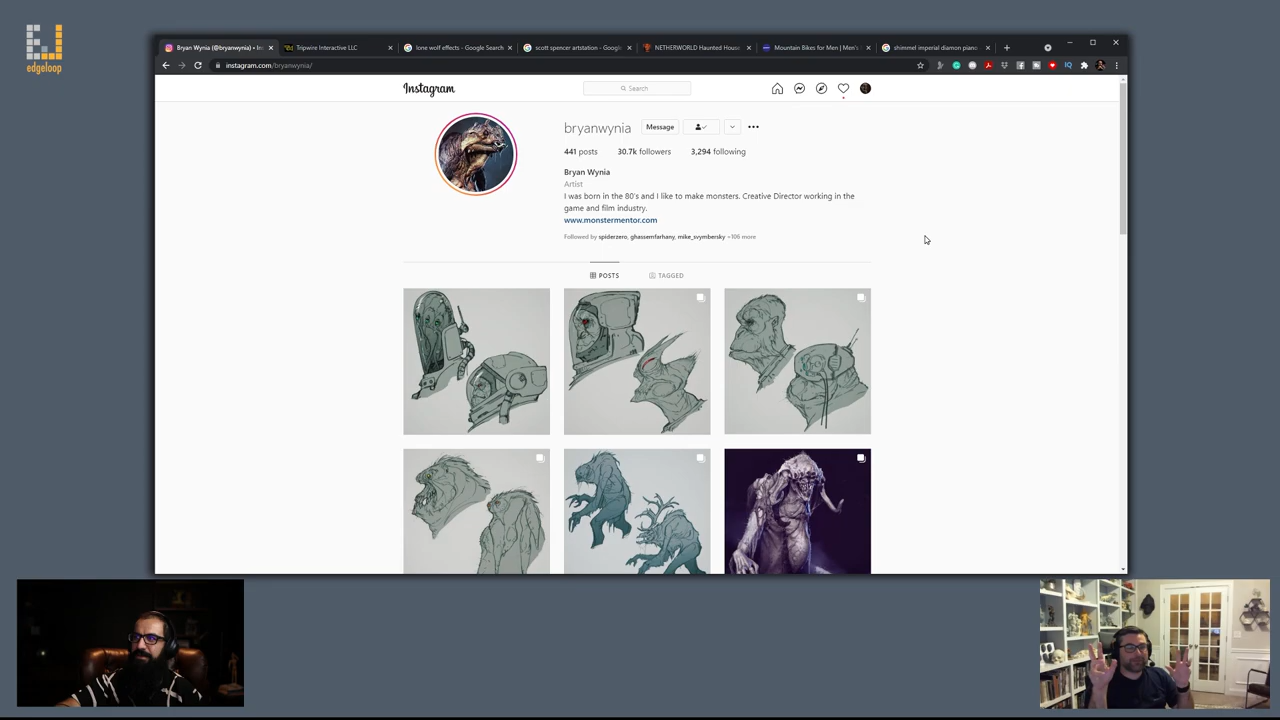 edgeloop
Bryan Wynia (@bryanwynia) • Ins
Tripwire Interactive LLC
lone wolf effects - Google Search
scott spencer artstation - Google
NETHERWORLD Haunted House
Mountain Bikes for Men | Men's
shimmel imperial diamon piano
instagram.com/bryanwynia/
Instagram
Search
bryanwynia
Message
441 posts
30.7k followers
3,294 following
Bryan Wynia
Artist
I was born in the 80's and I like to make monsters. Creative Director working in the
game and film industry.
www.monstermentor.com
Followed by spiderzero, ghassemfarhany, mike_svymbersky +106 more
POSTS
TAGGED